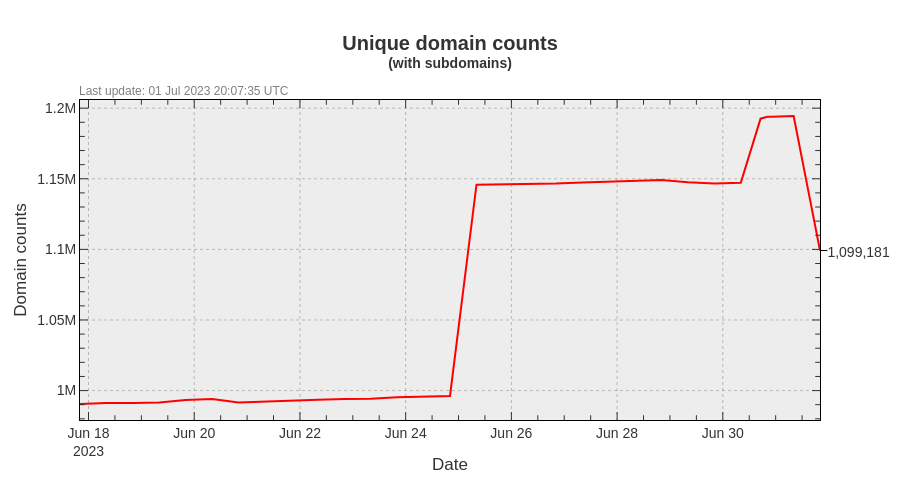 Unique domain counts
(with subdomains)
Last update: 01 Jul 2023 20:07:35 UTC
1.2M
1.15M
1.1M
1.05M
1M
Domain counts
1,099,181
Jun 18
2023
Jun 20
Jun 22
Jun 24
Jun 26
Jun 28
Jun 30
Date